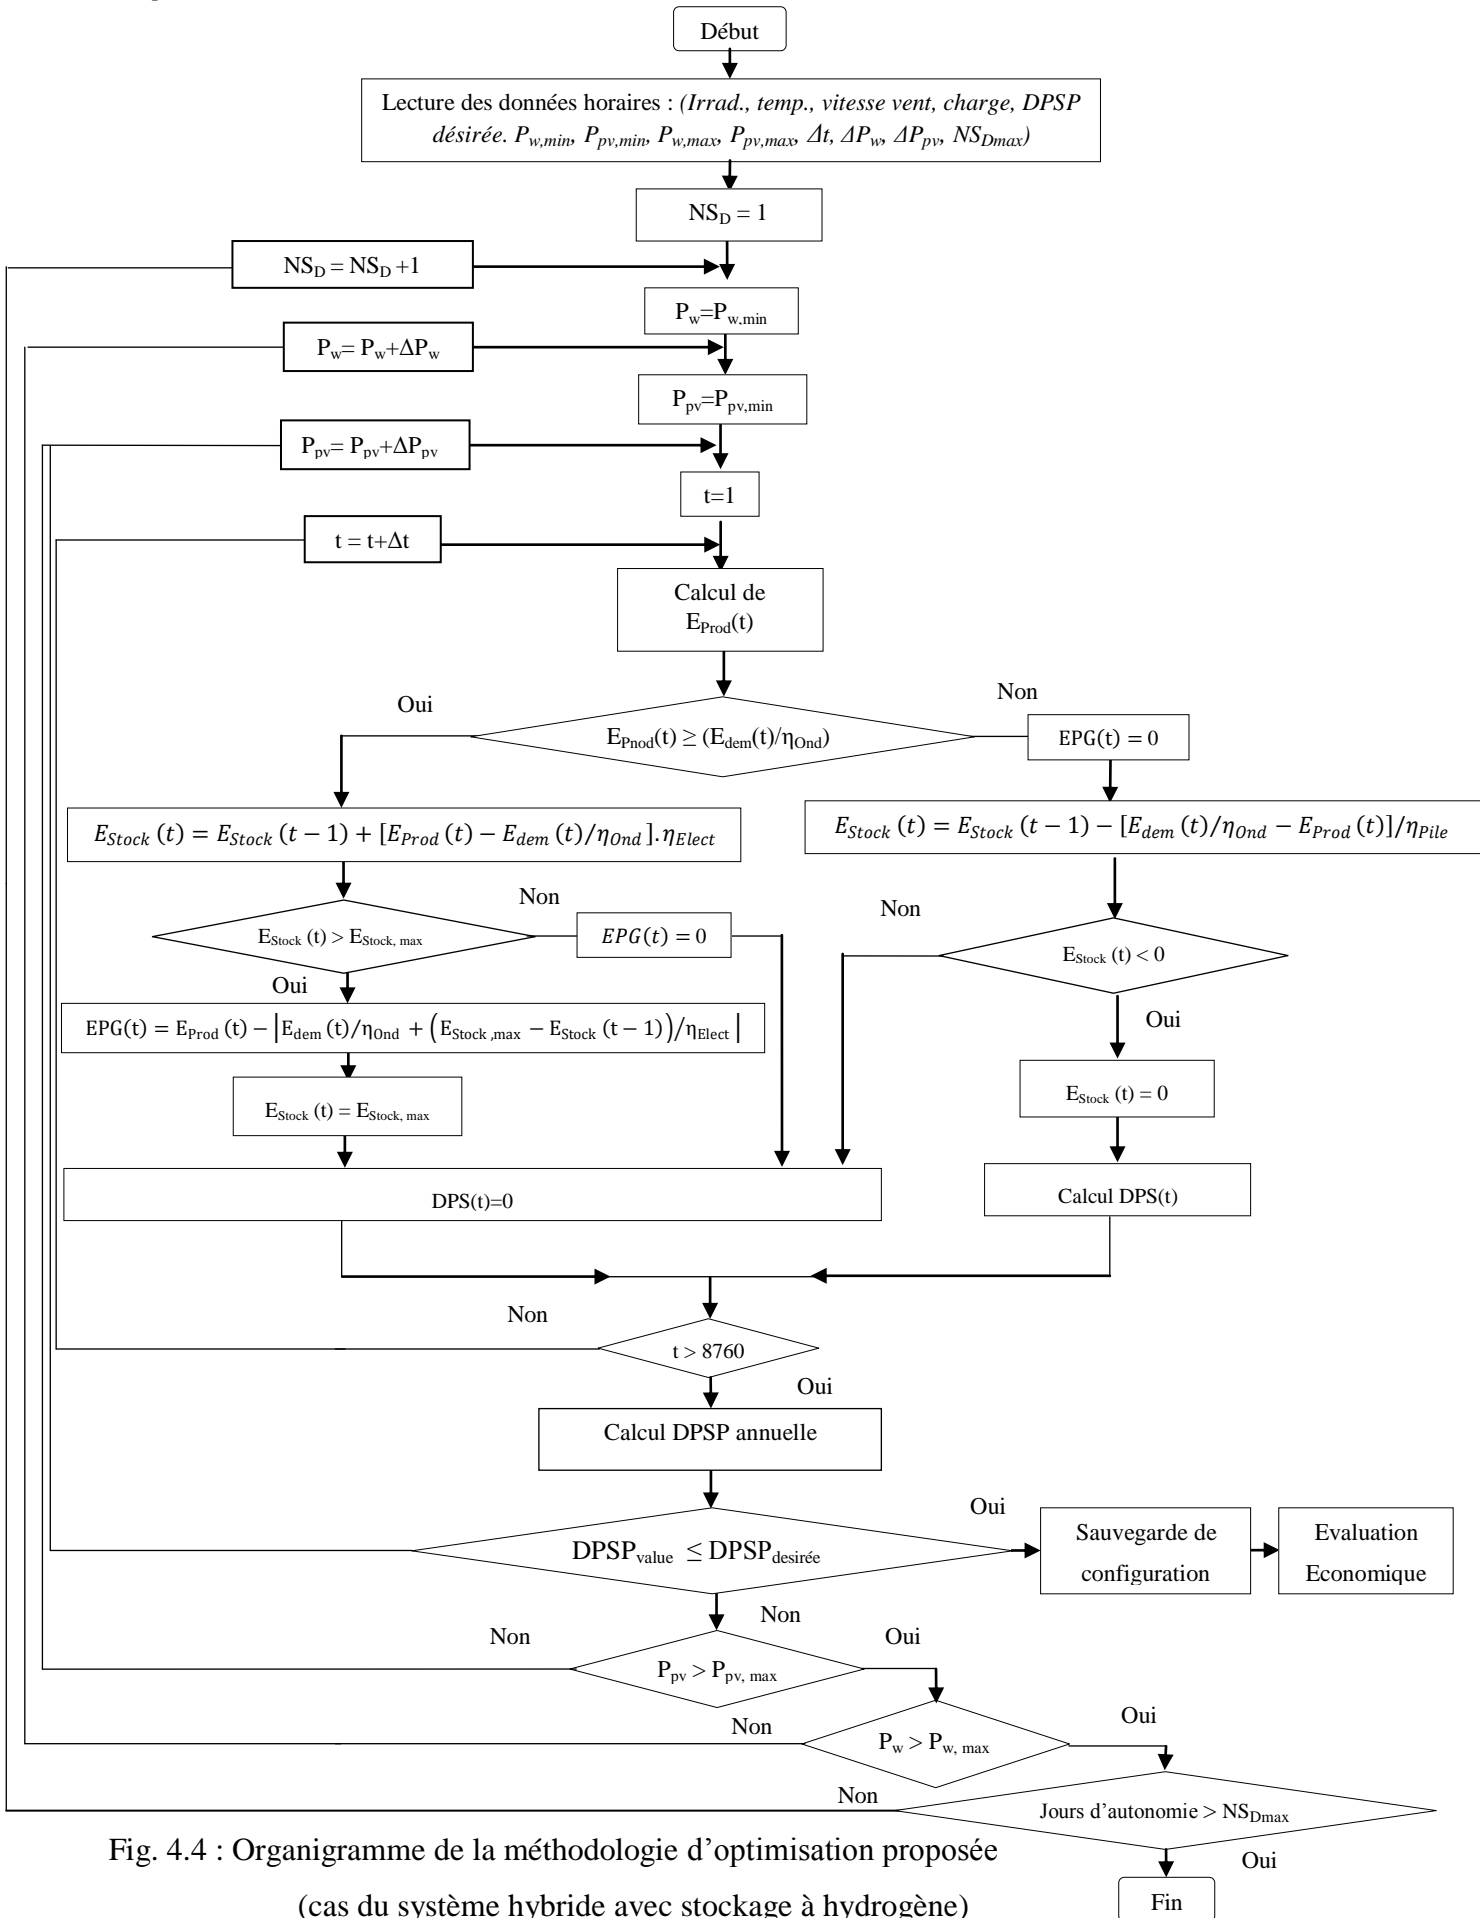 Début
Lecture des données horaires : (Irrad., temp., vitesse vent, charge, DPSP
désirée. P_w,min, P_pv,min, P_w,max, P_pv,max, Δt, ΔP_w, ΔP_pv, NS_Dmax)
NS_D = 1
NS_D = NS_D +1
P_w=P_w,min
P_w= P_w+ΔP_w
P_pv=P_pv,min
P_pv= P_pv+ΔP_pv
t=1
t = t+Δt
Calcul de
E_Prod(t)
Oui
Non
E_Pnod(t) ≥ (E_dem(t)/η_Ond)
EPG(t) = 0
E_Stock (t) = E_Stock (t − 1) + [E_Prod (t) − E_dem (t)/η_Ond ]. η_Elect
E_Stock (t) = E_Stock (t − 1) − [E_dem (t)/η_Ond − E_Prod (t)]/η_Pile
Non
Non
E_Stock (t) > E_Stock, max
EPG(t) = 0
E_Stock (t) < 0
Oui
EPG(t) = E_Prod (t) − |E_dem (t)/η_Ond + (E_Stock ,max − E_Stock (t − 1))/η_Elect |
Oui
E_Stock (t) = E_Stock, max
E_Stock (t) = 0
DPS(t)=0
Calcul DPS(t)
Non
t > 8760
Oui
Calcul DPSP annuelle
Oui
DPSP_value ≤ DPSP_desirée
Sauvegarde de
configuration
Evaluation
Economique
Non
Non
Oui
P_pv > P_pv, max
Non
Oui
P_w > P_w, max
Non
Jours d’autonomie > NS_Dmax
Oui
Fin
Fig. 4.4 : Organigramme de la méthodologie d’optimisation proposée
(cas du système hybride avec stockage à hydrogène)